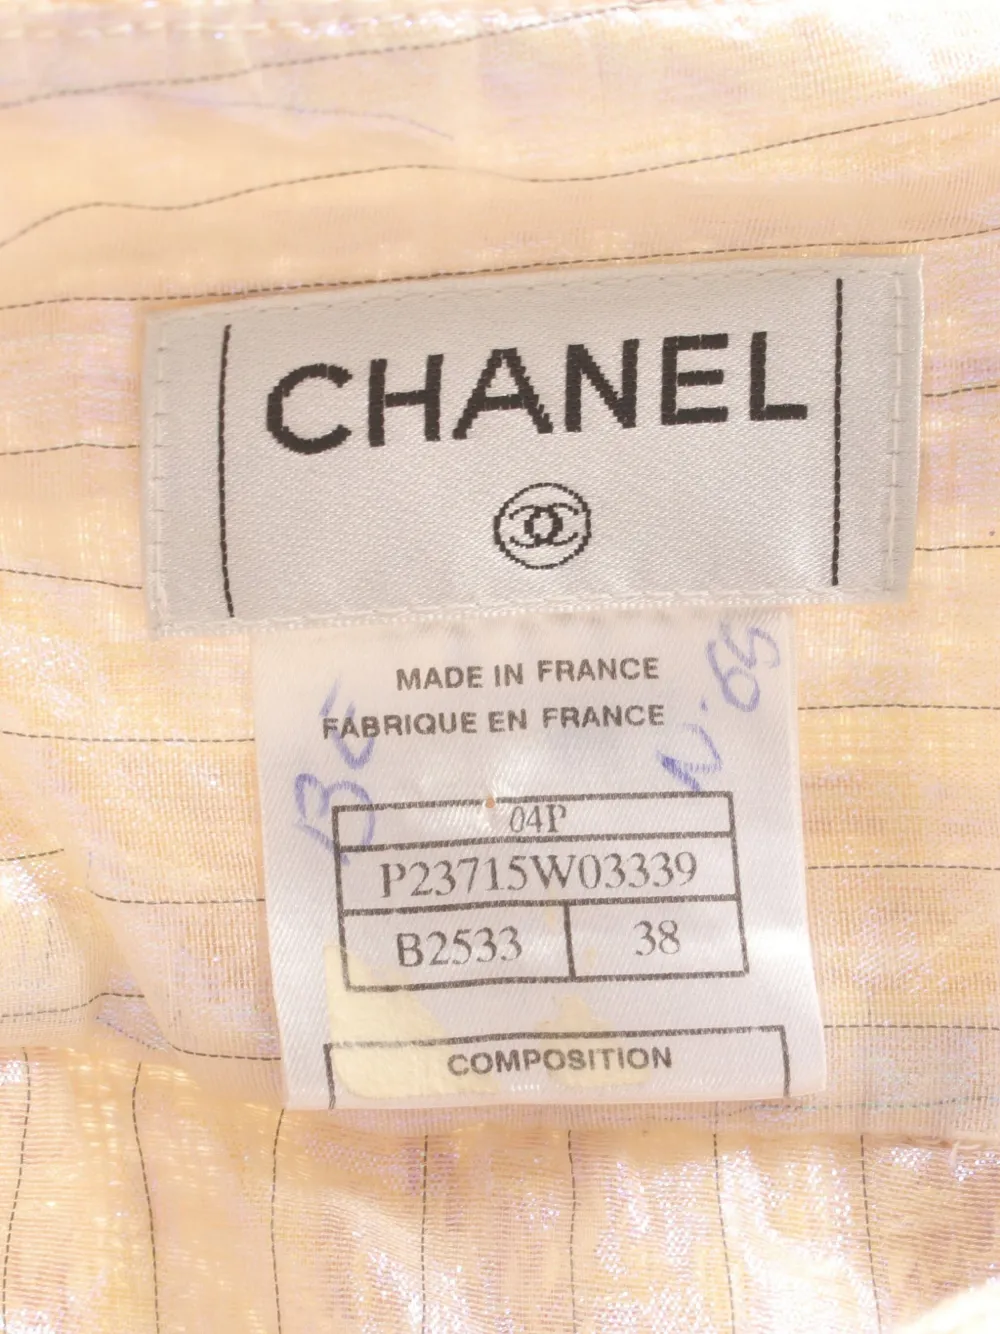 CHANEL
MADE IN FRANCE
FABRIQUE EN FRANCE
04P
P23715W03339
B2533 38
COMPOSITION